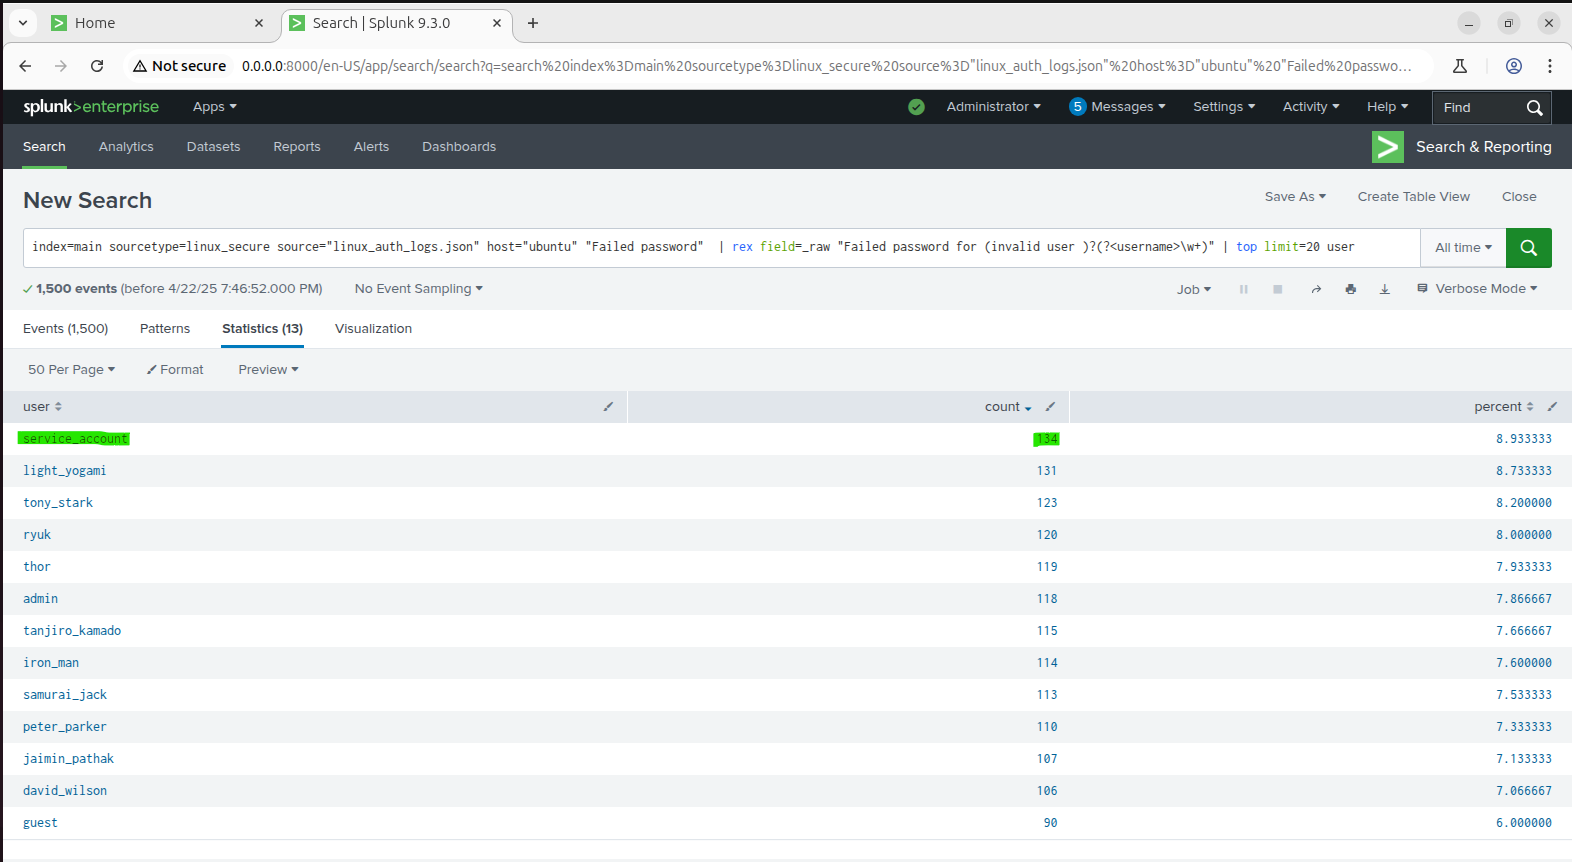 Home
Search | Splunk 9.3.0
Not secure 0.0.0.0:8000/en-US/app/search/search?q=search%20index%3Dmain%20sourcetype%3Dlinux_secure%20source%3D"linux_auth_logs.json"%20host%3D"ubuntu"%20"Failed%20passwo...
splunk>enterprise Apps Administrator 5 Messages Settings Activity Help Find
Search Analytics Datasets Reports Alerts Dashboards > Search & Reporting
New Search Save As Create Table View Close
index=main sourcetype=linux_secure source="linux_auth_logs.json" host="ubuntu" "Failed password"  | rex field=_raw "Failed password for (invalid user )?(?<username>\w+)" | top limit=20 user All time
1,500 events (before 4/22/25 7:46:52.000 PM) No Event Sampling Job Verbose Mode
Events (1,500) Patterns Statistics (13) Visualization
50 Per Page Format Preview
user count percent
service_account 134 8.933333
light_yogami 131 8.733333
tony_stark 123 8.200000
ryuk 120 8.000000
thor 119 7.933333
admin 118 7.866667
tanjiro_kamado 115 7.666667
iron_man 114 7.600000
samurai_jack 113 7.533333
peter_parker 110 7.333333
jaimin_pathak 107 7.133333
david_wilson 106 7.066667
guest 90 6.000000